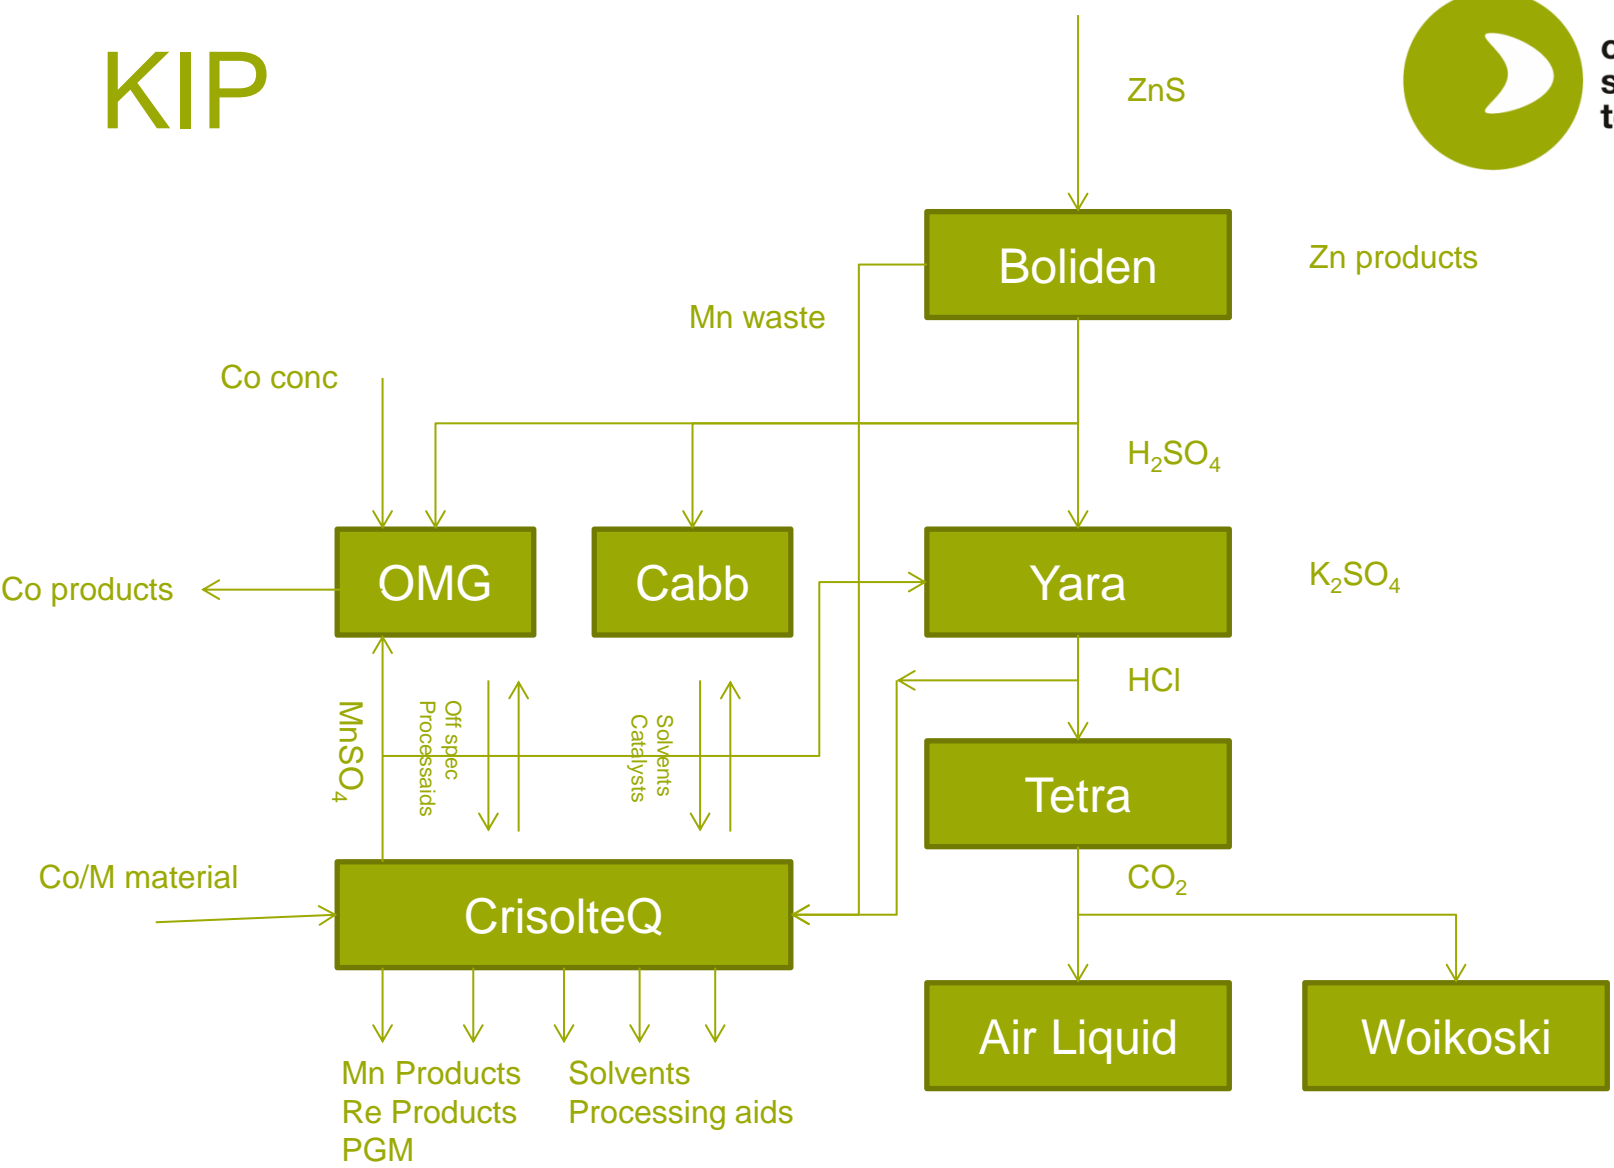 KIP
ZnS
Boliden
Zn products
Mn waste
Co conc
H₂SO₄
OMG
Cabb
Yara
Co products
K₂SO₄
HCl
MnSO₄
Off spec
Processaids
Solvents
Catalysts
Tetra
Co/M material
CO₂
CrisolteQ
Air Liquid
Woikoski
Mn Products
Re Products
PGM
Solvents
Processing aids